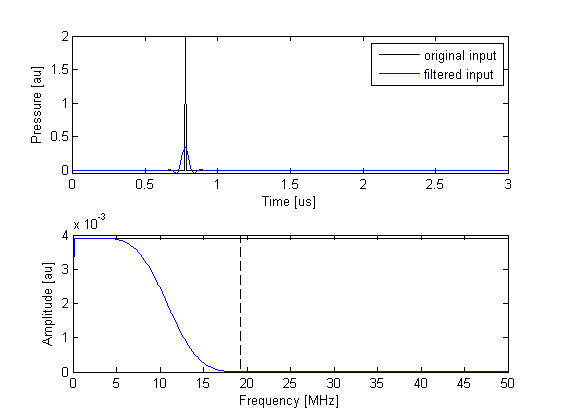 2
1.5
1
0.5
0
Pressure [au]
original input
filtered input
0 0.5 1 1.5 2 2.5 3
Time [us]
x 10^-3
4
3
2
1
0
Amplitude [au]
0 5 10 15 20 25 30 35 40 45 50
Frequency [MHz]